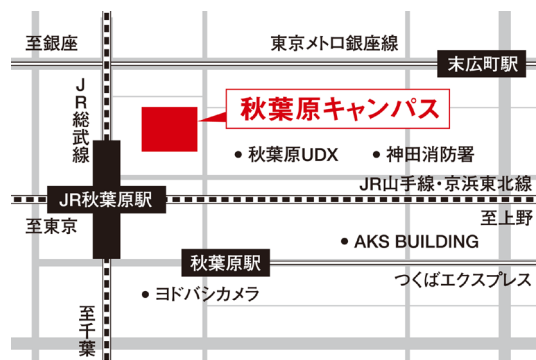 至銀座
東京メトロ銀座線
末広町駅
JR総武線
秋葉原キャンパス
● 秋葉原UDX
● 神田消防署
JR山手線・京浜東北線
JR秋葉原駅
至東京
至上野
● AKS BUILDING
秋葉原駅
つくばエクスプレス
● ヨドバシカメラ
至千葉